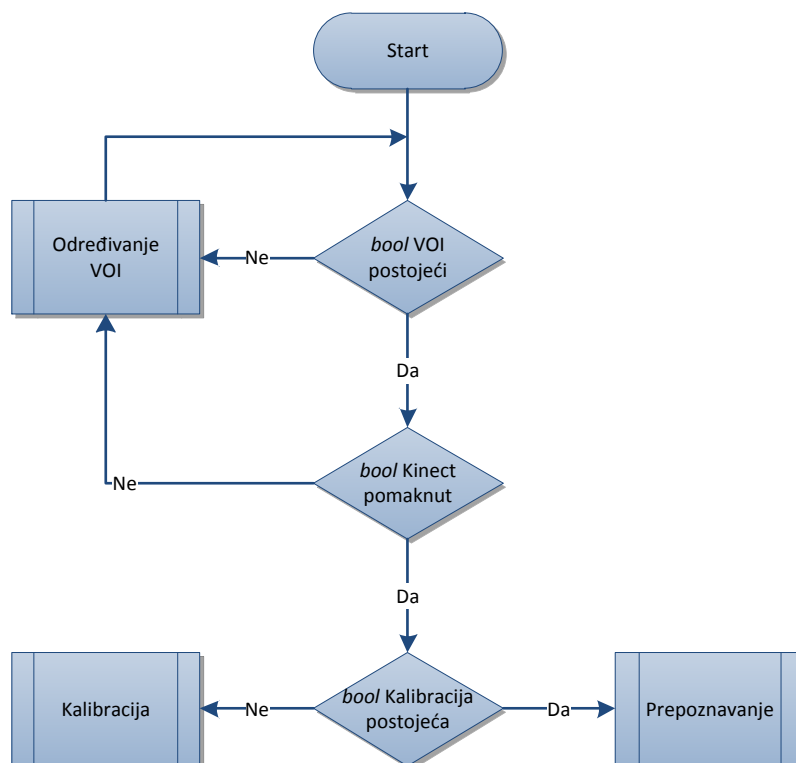 Start
Određivanje
VOI
Ne
bool VOI
postojeći
Da
Ne
bool Kinect
pomaknut
Da
Kalibracija
Ne
bool Kalibracija
postojeća
Da
Prepoznavanje